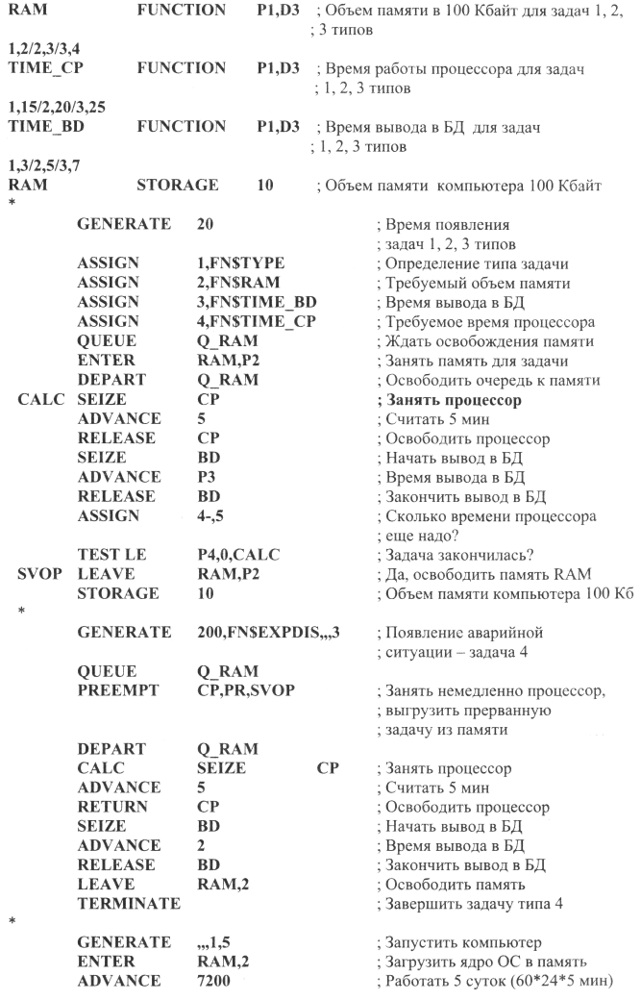 RAM FUNCTION P1,D3 ; Объем памяти в 100 Кбайт для задач 1, 2,
; 3 типов
1,2/2,3/3,4
TIME_CP FUNCTION P1,D3 ; Время работы процессора для задач
; 1, 2, 3 типов
1,15/2,20/3,25
TIME_BD FUNCTION P1,D3 ; Время вывода в БД для задач
; 1, 2, 3 типов
1,3/2,5/3,7
RAM STORAGE 10 ; Объем памяти компьютера 100 Кбайт
*
GENERATE 20 ; Время появления
; задач 1, 2, 3 типов
ASSIGN 1,FN$TYPE ; Определение типа задачи
ASSIGN 2,FN$RAM ; Требуемый объем памяти
ASSIGN 3,FN$TIME_BD ; Время вывода в БД
ASSIGN 4,FN$TIME_CP ; Требуемое время процессора
QUEUE Q_RAM ; Ждать освобождения памяти
ENTER RAM,P2 ; Занять память для задачи
DEPART Q_RAM ; Освободить очередь к памяти
CALC SEIZE CP ; Занять процессор
ADVANCE 5 ; Считать 5 мин
RELEASE CP ; Освободить процессор
SEIZE BD ; Начать вывод в БД
ADVANCE P3 ; Время вывода в БД
RELEASE BD ; Закончить вывод в БД
ASSIGN 4-,5 ; Сколько времени процессора
; еще надо?
TEST LE P4,0,CALC ; Задача закончилась?
SVOP LEAVE RAM,P2 ; Да, освободить память RAM
STORAGE 10 ; Объем памяти компьютера 100 Кб
*
GENERATE 200,FN$EXPDIS,,,3 ; Появление аварийной
; ситуации – задача 4
QUEUE Q_RAM
PREEMPT CP,PR,SVOP ; Занять немедленно процессор,
; выгрузить прерванную
; задачу из памяти
DEPART Q_RAM
CALC SEIZE CP ; Занять процессор
ADVANCE 5 ; Считать 5 мин
RETURN CP ; Освободить процессор
SEIZE BD ; Начать вывод в БД
ADVANCE 2 ; Время вывода в БД
RELEASE BD ; Закончить вывод в БД
LEAVE RAM,2 ; Освободить память
TERMINATE ; Завершить задачу типа 4
*
GENERATE ,,,1,5 ; Запустить компьютер
ENTER RAM,2 ; Загрузить ядро ОС в память
ADVANCE 7200 ; Работать 5 суток (60*24*5 мин)